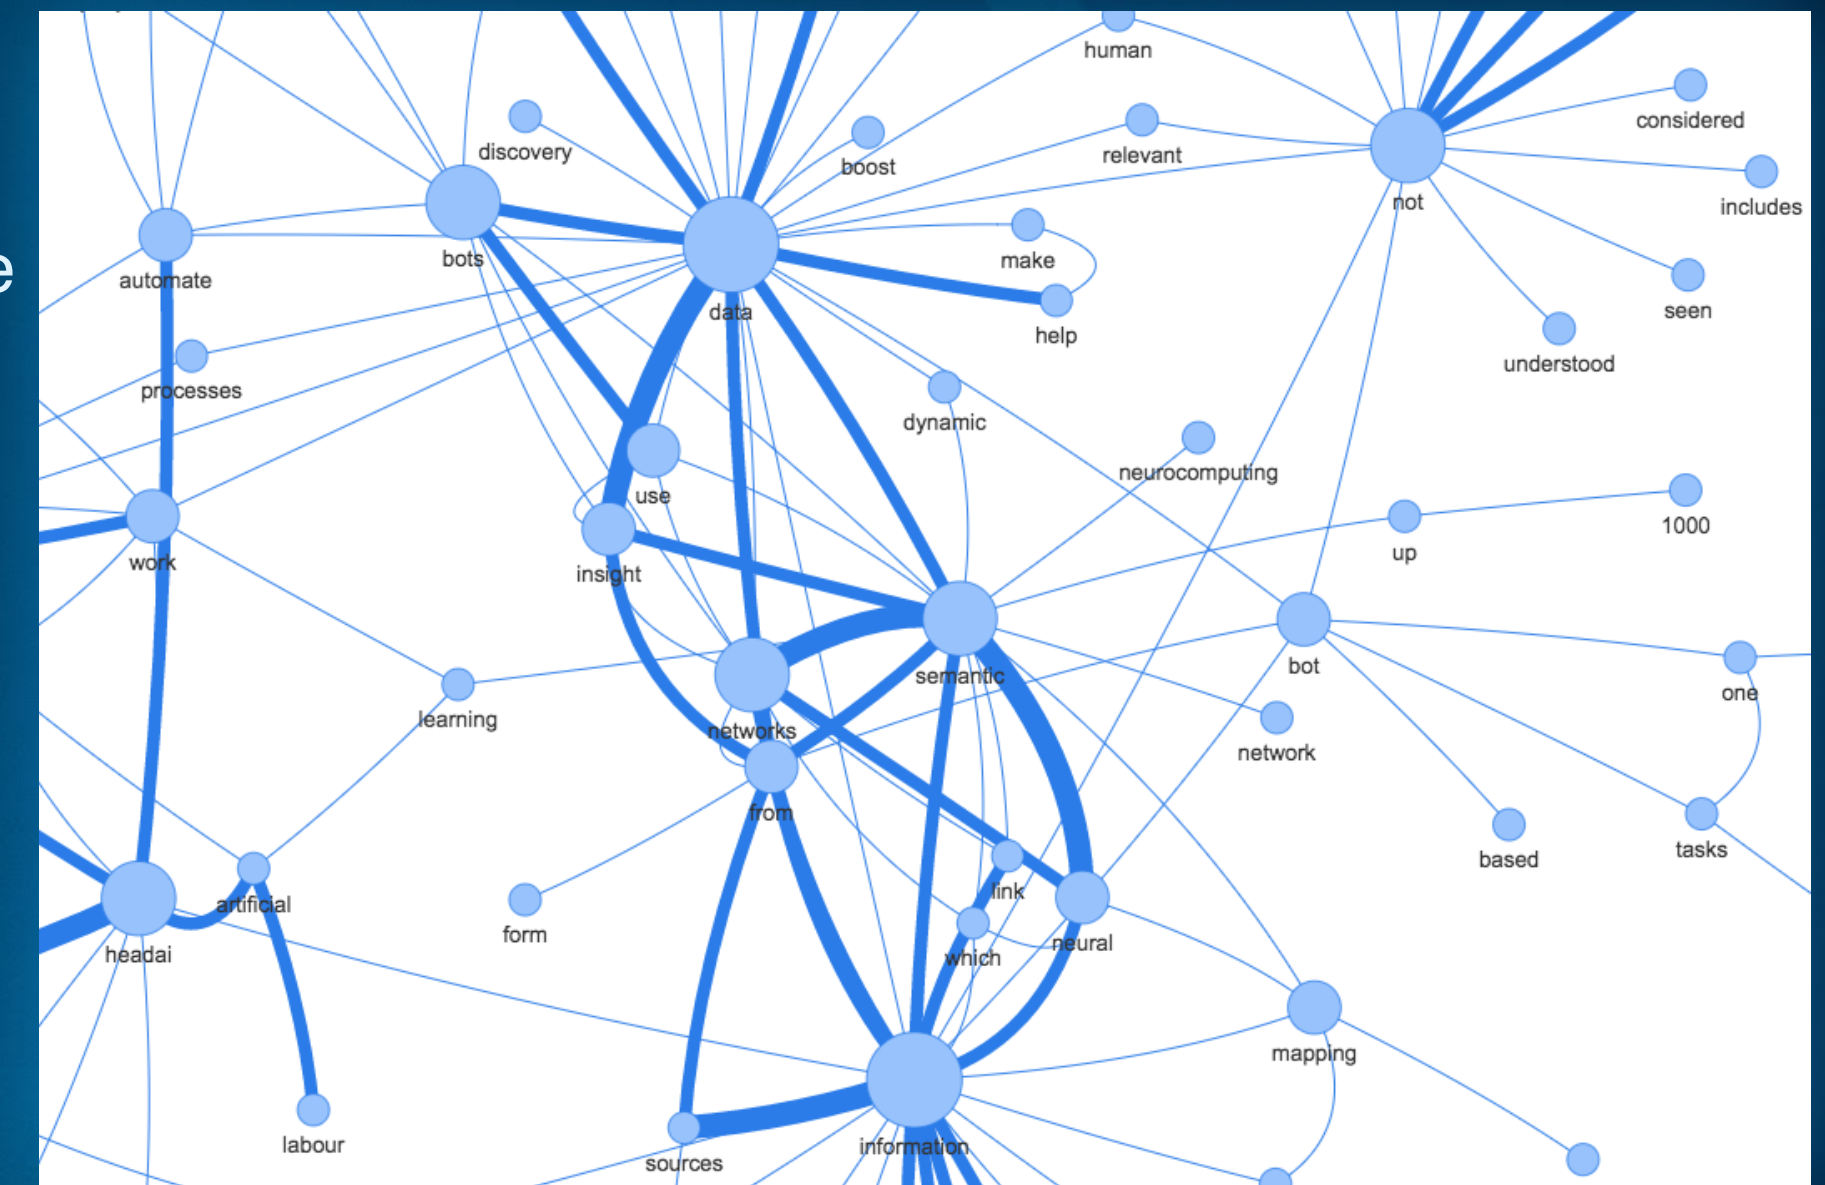 human
considered
discovery
boost
relevant
not
includes
e
automate
bots
make
data
help
seen
understood
processes
dynamic
neurocomputing
use
1000
up
work
insight
semantic
bot
one
learning
networks
network
from
tasks
based
link
artificial
form
neural
headai
which
mapping
labour
information
sources